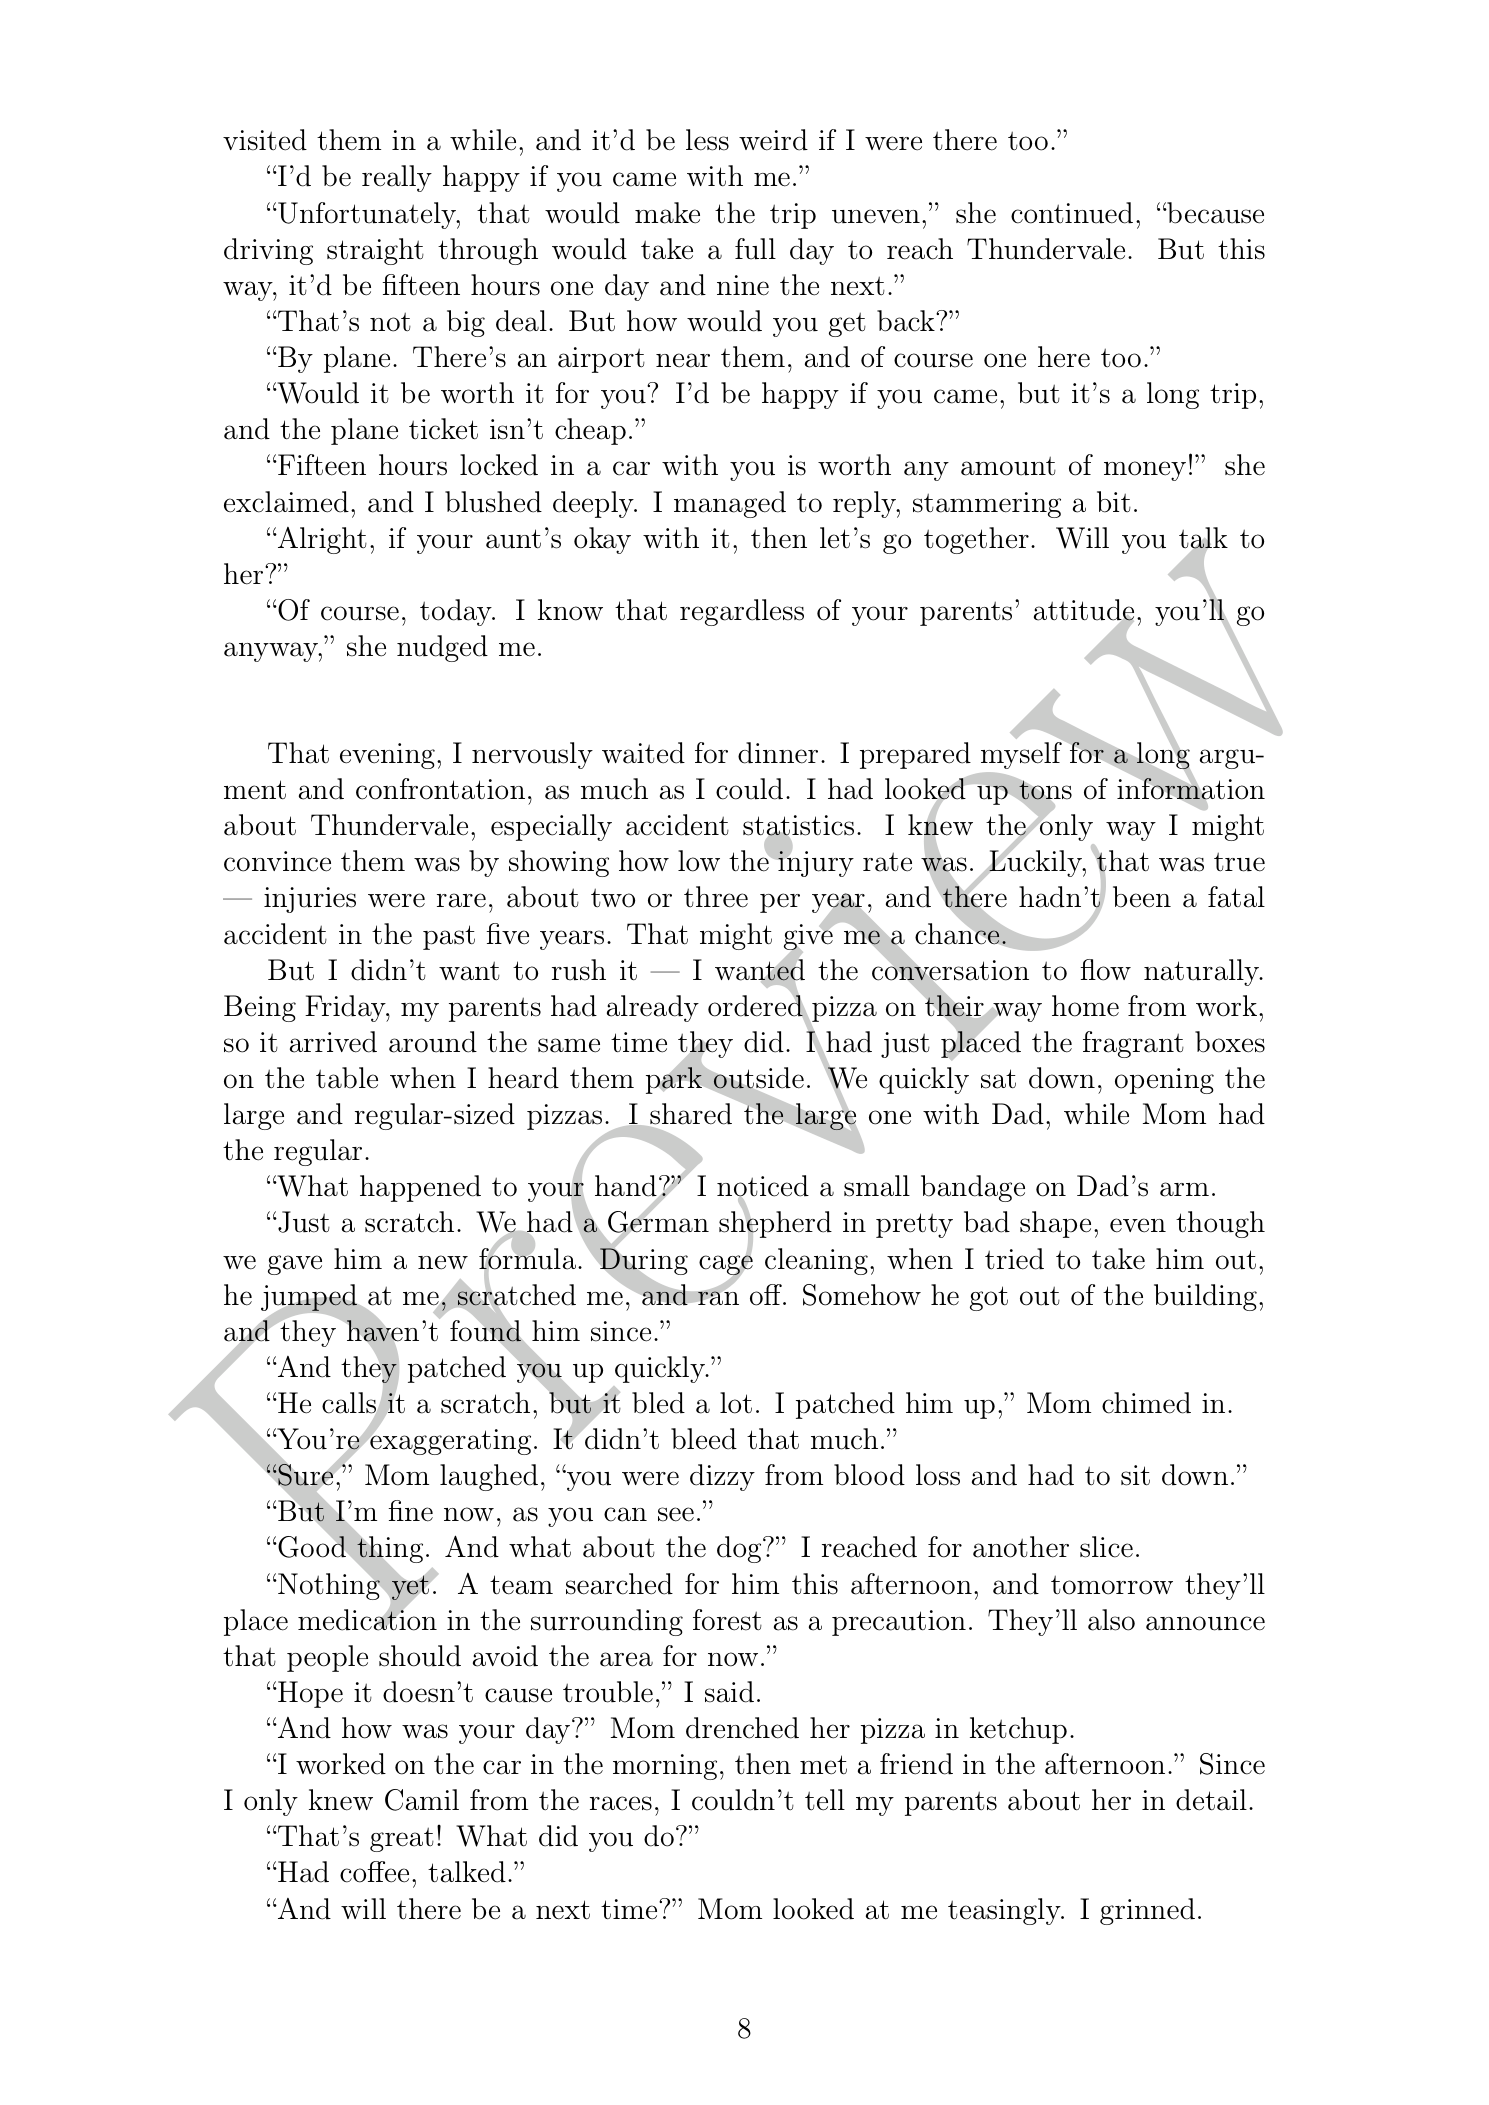 visited them in a while, and it’d be less weird if I were there too.”
“I’d be really happy if you came with me.”
“Unfortunately, that would make the trip uneven,” she continued, “because
driving straight through would take a full day to reach Thundervale. But this
way, it’d be fifteen hours one day and nine the next.”
“That’s not a big deal. But how would you get back?”
“By plane. There’s an airport near them, and of course one here too.”
“Would it be worth it for you? I’d be happy if you came, but it’s a long trip,
and the plane ticket isn’t cheap.”
“Fifteen hours locked in a car with you is worth any amount of money!” she
exclaimed, and I blushed deeply. I managed to reply, stammering a bit.
“Alright, if your aunt’s okay with it, then let’s go together. Will you talk to
her?”
“Of course, today. I know that regardless of your parents’ attitude, you’ll go
anyway,” she nudged me.
That evening, I nervously waited for dinner. I prepared myself for a long argu-
ment and confrontation, as much as I could. I had looked up tons of information
about Thundervale, especially accident statistics. I knew the only way I might
convince them was by showing how low the injury rate was. Luckily, that was true
— injuries were rare, about two or three per year, and there hadn’t been a fatal
accident in the past five years. That might give me a chance.
But I didn’t want to rush it — I wanted the conversation to flow naturally.
Being Friday, my parents had already ordered pizza on their way home from work,
so it arrived around the same time they did. I had just placed the fragrant boxes
on the table when I heard them park outside. We quickly sat down, opening the
large and regular-sized pizzas. I shared the large one with Dad, while Mom had
the regular.
“What happened to your hand?” I noticed a small bandage on Dad’s arm.
“Just a scratch. We had a German shepherd in pretty bad shape, even though
we gave him a new formula. During cage cleaning, when I tried to take him out,
he jumped at me, scratched me, and ran off. Somehow he got out of the building,
and they haven’t found him since.”
“And they patched you up quickly.”
“He calls it a scratch, but it bled a lot. I patched him up,” Mom chimed in.
“You’re exaggerating. It didn’t bleed that much.”
“Sure,” Mom laughed, “you were dizzy from blood loss and had to sit down.”
“But I’m fine now, as you can see.”
“Good thing. And what about the dog?” I reached for another slice.
“Nothing yet. A team searched for him this afternoon, and tomorrow they’ll
place medication in the surrounding forest as a precaution. They’ll also announce
that people should avoid the area for now.”
“Hope it doesn’t cause trouble,” I said.
“And how was your day?” Mom drenched her pizza in ketchup.
“I worked on the car in the morning, then met a friend in the afternoon.” Since
I only knew Camil from the races, I couldn’t tell my parents about her in detail.
“That’s great! What did you do?”
“Had coffee, talked.”
“And will there be a next time?” Mom looked at me teasingly. I grinned.
8
Preview